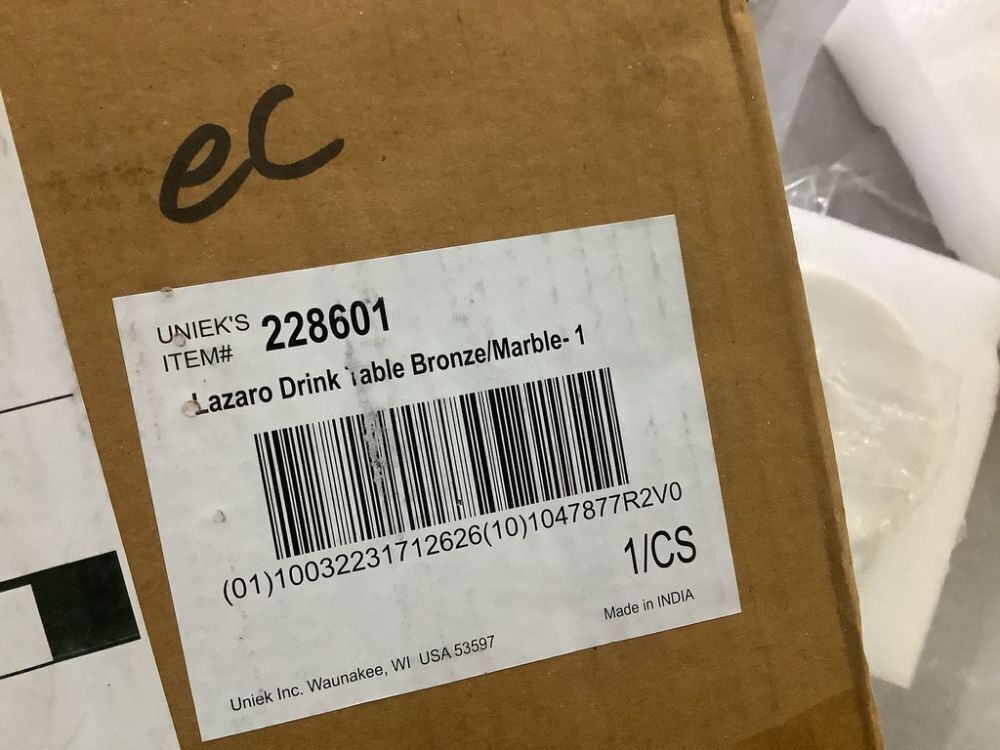 ec
UNIEK'S
ITEM# 228601
Lazaro Drink Table Bronze/Marble- 1
(01)10032231712626(10)1047877R2V0
1/CS
Made in INDIA
Uniek Inc. Waunakee, WI USA 53597